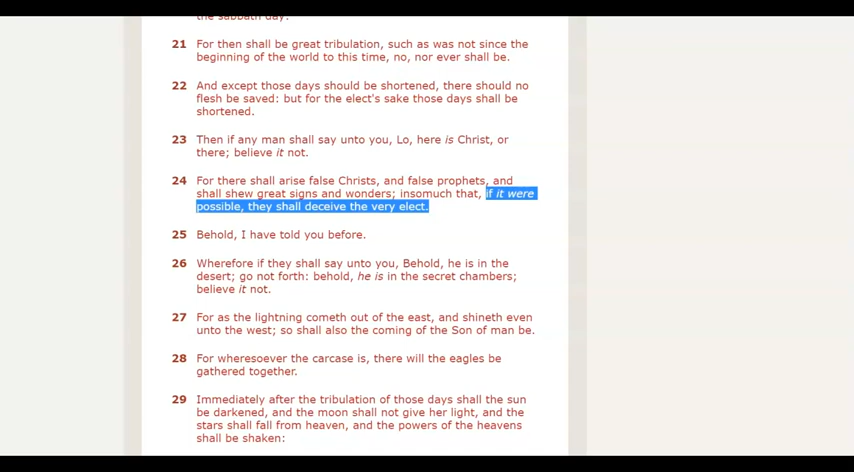 the sabbath day:
21 For then shall be great tribulation, such as was not since the
beginning of the world to this time, no, nor ever shall be.
22 And except those days should be shortened, there should no
flesh be saved: but for the elect's sake those days shall be
shortened.
23 Then if any man shall say unto you, Lo, here is Christ, or
there; believe it not.
24 For there shall arise false Christs, and false prophets, and
shall shew great signs and wonders; insomuch that, if it were
possible, they shall deceive the very elect.
25 Behold, I have told you before.
26 Wherefore if they shall say unto you, Behold, he is in the
desert; go not forth: behold, he is in the secret chambers;
believe it not.
27 For as the lightning cometh out of the east, and shineth even
unto the west; so shall also the coming of the Son of man be.
28 For wheresoever the carcase is, there will the eagles be
gathered together.
29 Immediately after the tribulation of those days shall the sun
be darkened, and the moon shall not give her light, and the
stars shall fall from heaven, and the powers of the heavens
shall be shaken: